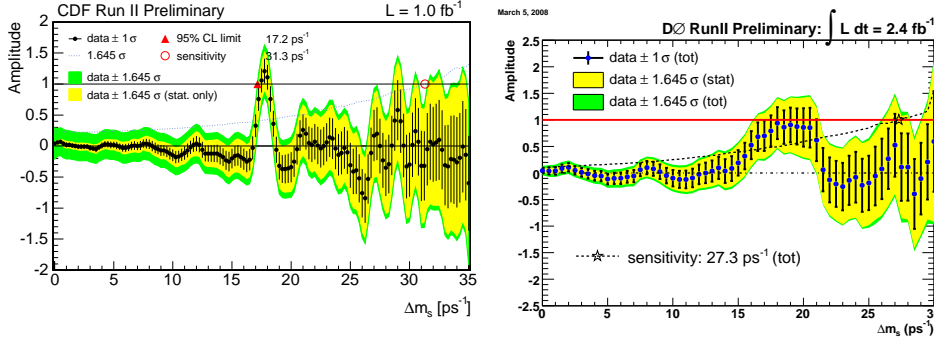 CDF Run II Preliminary L = 1.0 fb⁻¹
Amplitude
data ± 1 σ 95% CL limit 17.2 ps⁻¹
1.645 σ sensitivity 31.3 ps⁻¹
data ± 1.645 σ
data ± 1.645 σ (stat. only)
2
1.5
1
0.5
0
-0.5
-1
-1.5
-2
0 5 10 15 20 25 30 35
Δmₛ [ps⁻¹]
March 5, 2008
DØ RunII Preliminary: ∫ L dt = 2.4 fb⁻¹
Amplitude
data ± 1 σ (tot)
data ± 1.645 σ (stat)
data ± 1.645 σ (tot)
2.5
2
1.5
1
0.5
0
-0.5
-1
-1.5
-2
-2.5
sensitivity: 27.3 ps⁻¹ (tot)
0 5 10 15 20 25 30
Δmₛ (ps⁻¹)